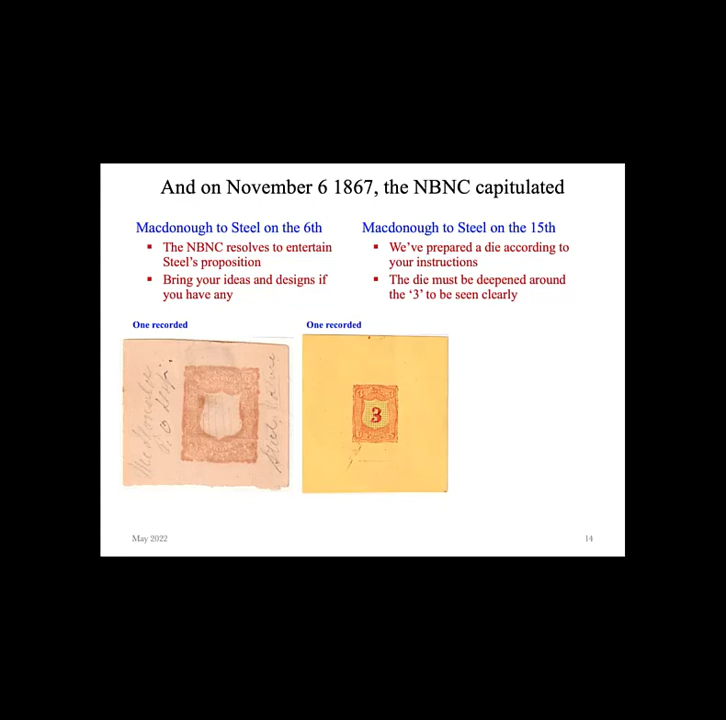 And on November 6 1867, the NBNC capitulated
Macdonough to Steel on the 6th
▪ The NBNC resolves to entertain
Steel's proposition
▪ Bring your ideas and designs if
you have any
Macdonough to Steel on the 15th
▪ We've prepared a die according to
your instructions
▪ The die must be deepened around
the '3' to be seen clearly
One recorded
One recorded
3
May 2022
14